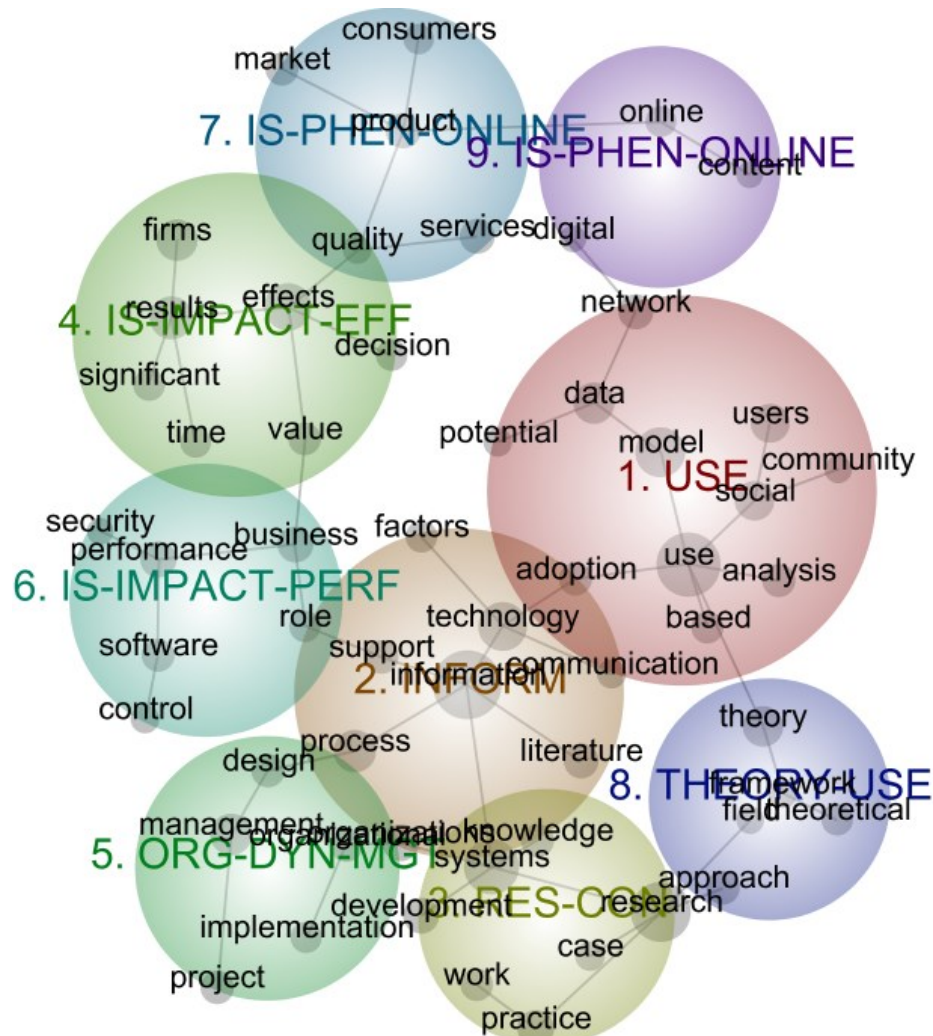 consumers
market
product
online
7. IS-PHEN-ONLINE
9. IS-PHEN-ONLINE
content
firms
quality
services
digital
results
effects
network
4. IS-IMPACT-EFF
decision
significant
data
users
time
value
potential
model
community
1. USE
social
security
performance
business
factors
use
6. IS-IMPACT-PERF
adoption
analysis
role
technology
based
software
support
communication
information
2. INFORM
control
theory
process
literature
design
framework
8. THEORY-USE
field
theoretical
management
organizations
organizational
knowledge
5. ORG-DYN-MGT
systems
approach
development
3. RES-CON
research
implementation
case
project
work
practice